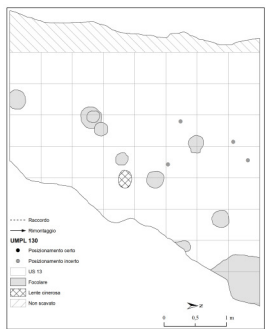 Raccordo
Rimontaggio
UMPL 130
Posizionamento certo
Posizionamento incerto
US 13
Focolare
Lente cinerosa
Non scavato
z
0 0,5 1 m